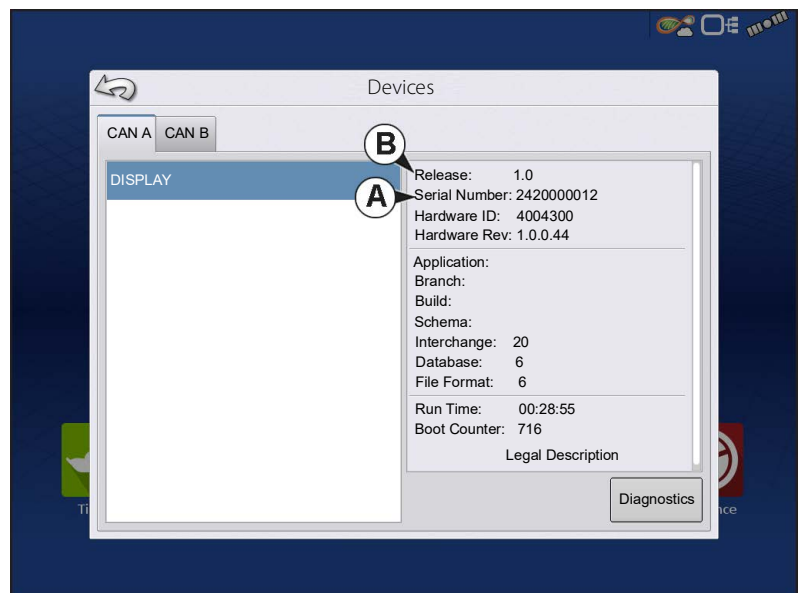 Devices
CAN A CAN B
B
DISPLAY
Release: 1.0
A
Serial Number: 2420000012
Hardware ID: 4004300
Hardware Rev: 1.0.0.44
Application:
Branch:
Build:
Schema:
Interchange: 20
Database: 6
File Format: 6
Run Time: 00:28:55
Boot Counter: 716
Legal Description
Diagnostics
Ti
nce